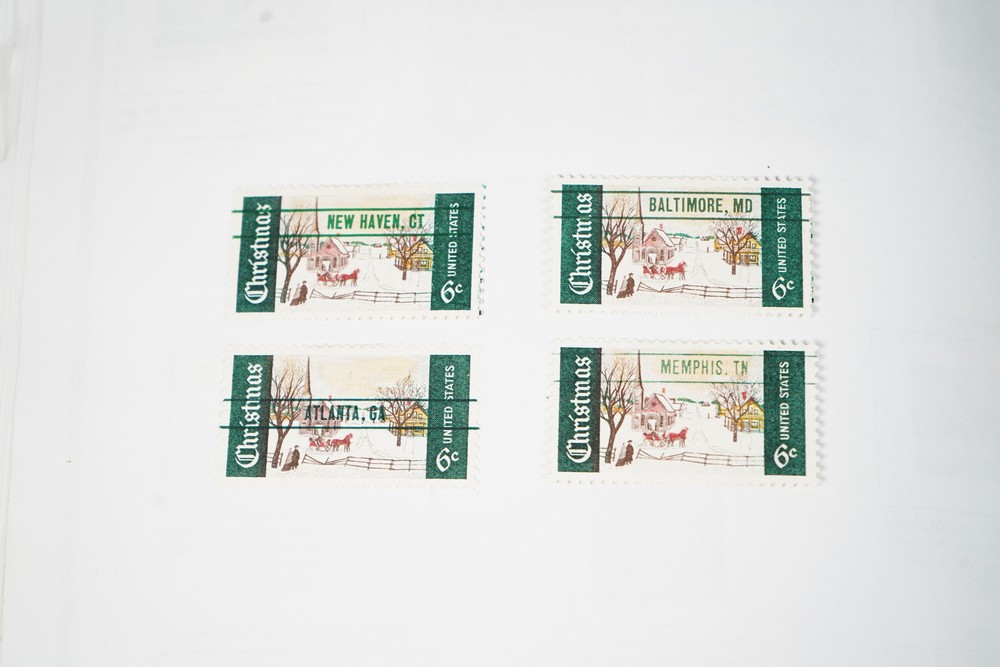 Christmas
NEW HAVEN, CT
UNITED STATES
6c
Christmas
BALTIMORE, MD
UNITED STATES
6c
Christmas
ATLANTA, GA
UNITED STATES
6c
Christmas
MEMPHIS, TN
UNITED STATES
6c